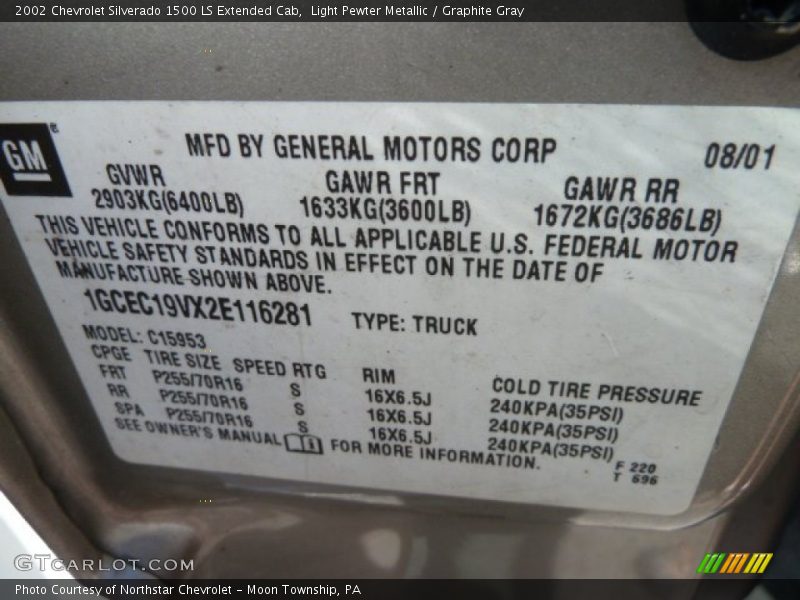 2002 Chevrolet Silverado 1500 LS Extended Cab,  Light Pewter Metallic / Graphite Gray
GM®
MFD BY GENERAL MOTORS CORP 08/01
GVWR GAWR FRT GAWR RR
2903KG(6400LB) 1633KG(3600LB) 1672KG(3686LB)
THIS VEHICLE CONFORMS TO ALL APPLICABLE U.S. FEDERAL MOTOR
VEHICLE SAFETY STANDARDS IN EFFECT ON THE DATE OF
MANUFACTURE SHOWN ABOVE.
1GCEC19VX2E116281 TYPE: TRUCK
MODEL: C15953
CPGE TIRE SIZE SPEED RTG RIM COLD TIRE PRESSURE
FRT P255/70R16 S 16X6.5J 240KPA(35PSI)
RR P255/70R16 S 16X6.5J 240KPA(35PSI)
SPA P255/70R16 S 16X6.5J 240KPA(35PSI)
SEE OWNER'S MANUAL FOR MORE INFORMATION.
F 220
T 696
GTCARLOT.COM
Photo Courtesy of Northstar Chevrolet - Moon Township, PA